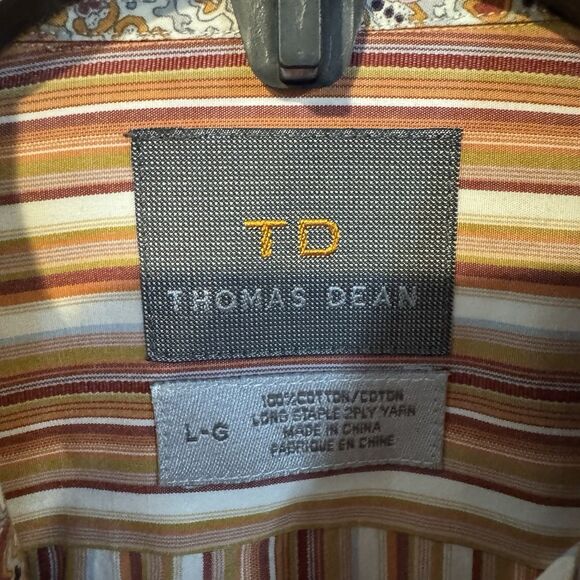 TD
THOMAS DEAN
L-G
100% COTTON/COTON
LONG STAPLE 2PLY YARN
MADE IN CHINA
FABRIQUE EN CHINE